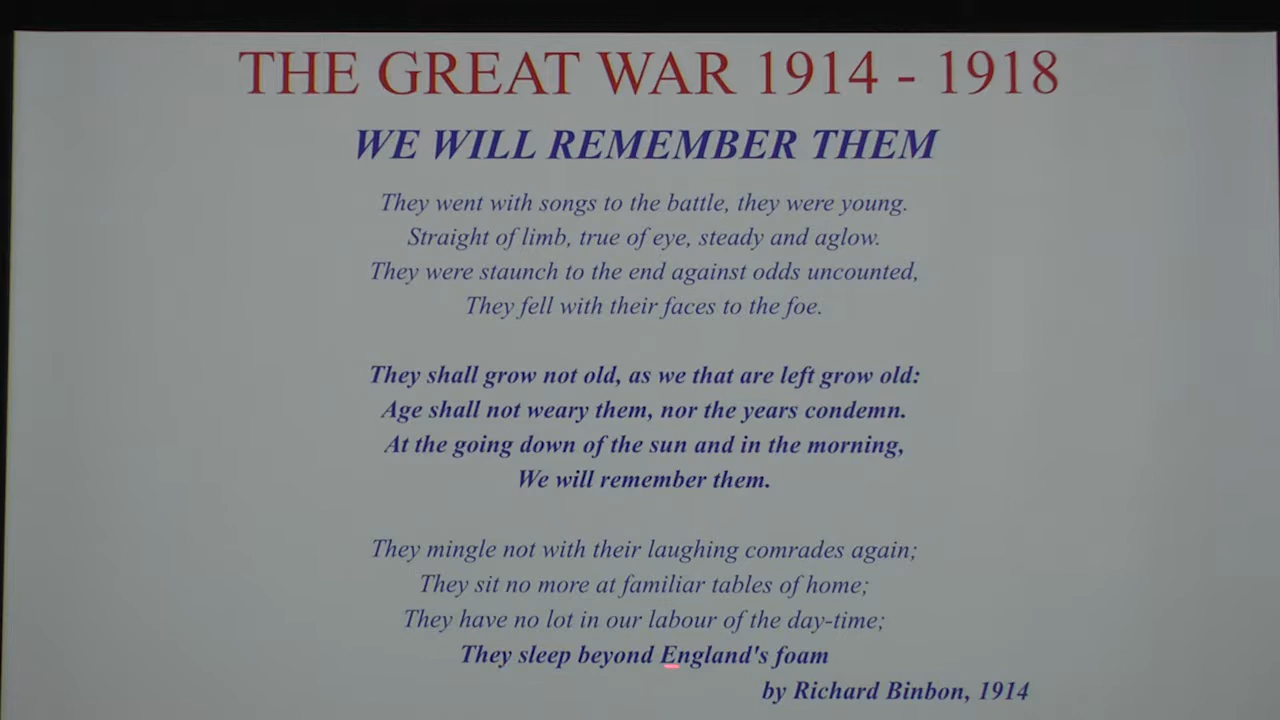 THE GREAT WAR 1914 - 1918
WE WILL REMEMBER THEM
They went with songs to the battle, they were young.
Straight of limb, true of eye, steady and aglow.
They were staunch to the end against odds uncounted,
They fell with their faces to the foe.
They shall grow not old, as we that are left grow old:
Age shall not weary them, nor the years condemn.
At the going down of the sun and in the morning,
We will remember them.
They mingle not with their laughing comrades again;
They sit no more at familiar tables of home;
They have no lot in our labour of the day-time;
They sleep beyond England's foam
by Richard Binbon, 1914